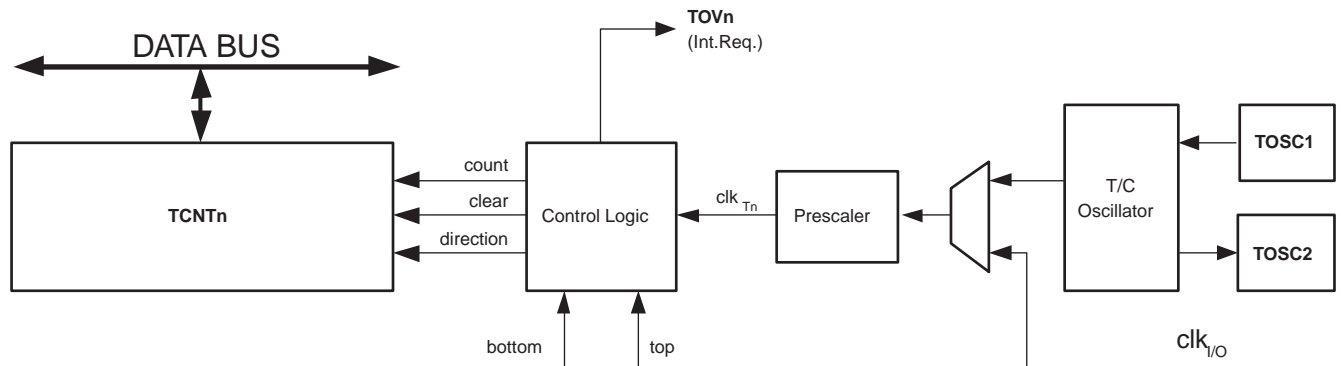 TOVn
(Int.Req.)
DATA BUS
TOSC1
count
T/C
Oscillator
clk Tn
TCNTn
clear
Control Logic
Prescaler
direction
TOSC2
bottom
top
clkI/O